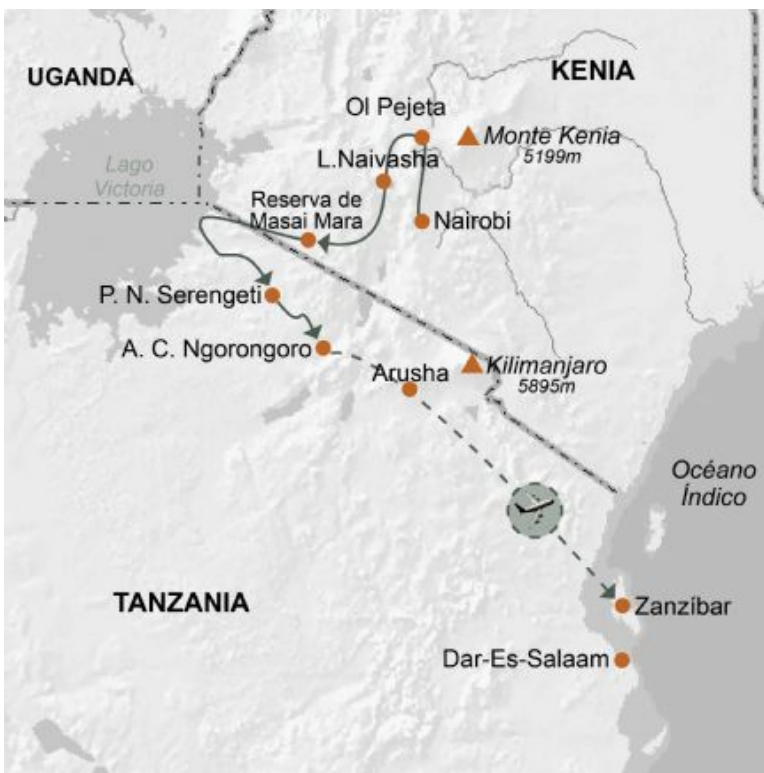 UGANDA
KENIA
Ol Pejeta
Monte Kenia
5199m
L.Naivasha
Lago
Victoria
Reserva de
Masai Mara
Nairobi
P. N. Serengeti
A. C. Ngorongoro
Arusha
Kilimanjaro
5895m
Océano
Índico
TANZANIA
Zanzíbar
Dar-Es-Salaam